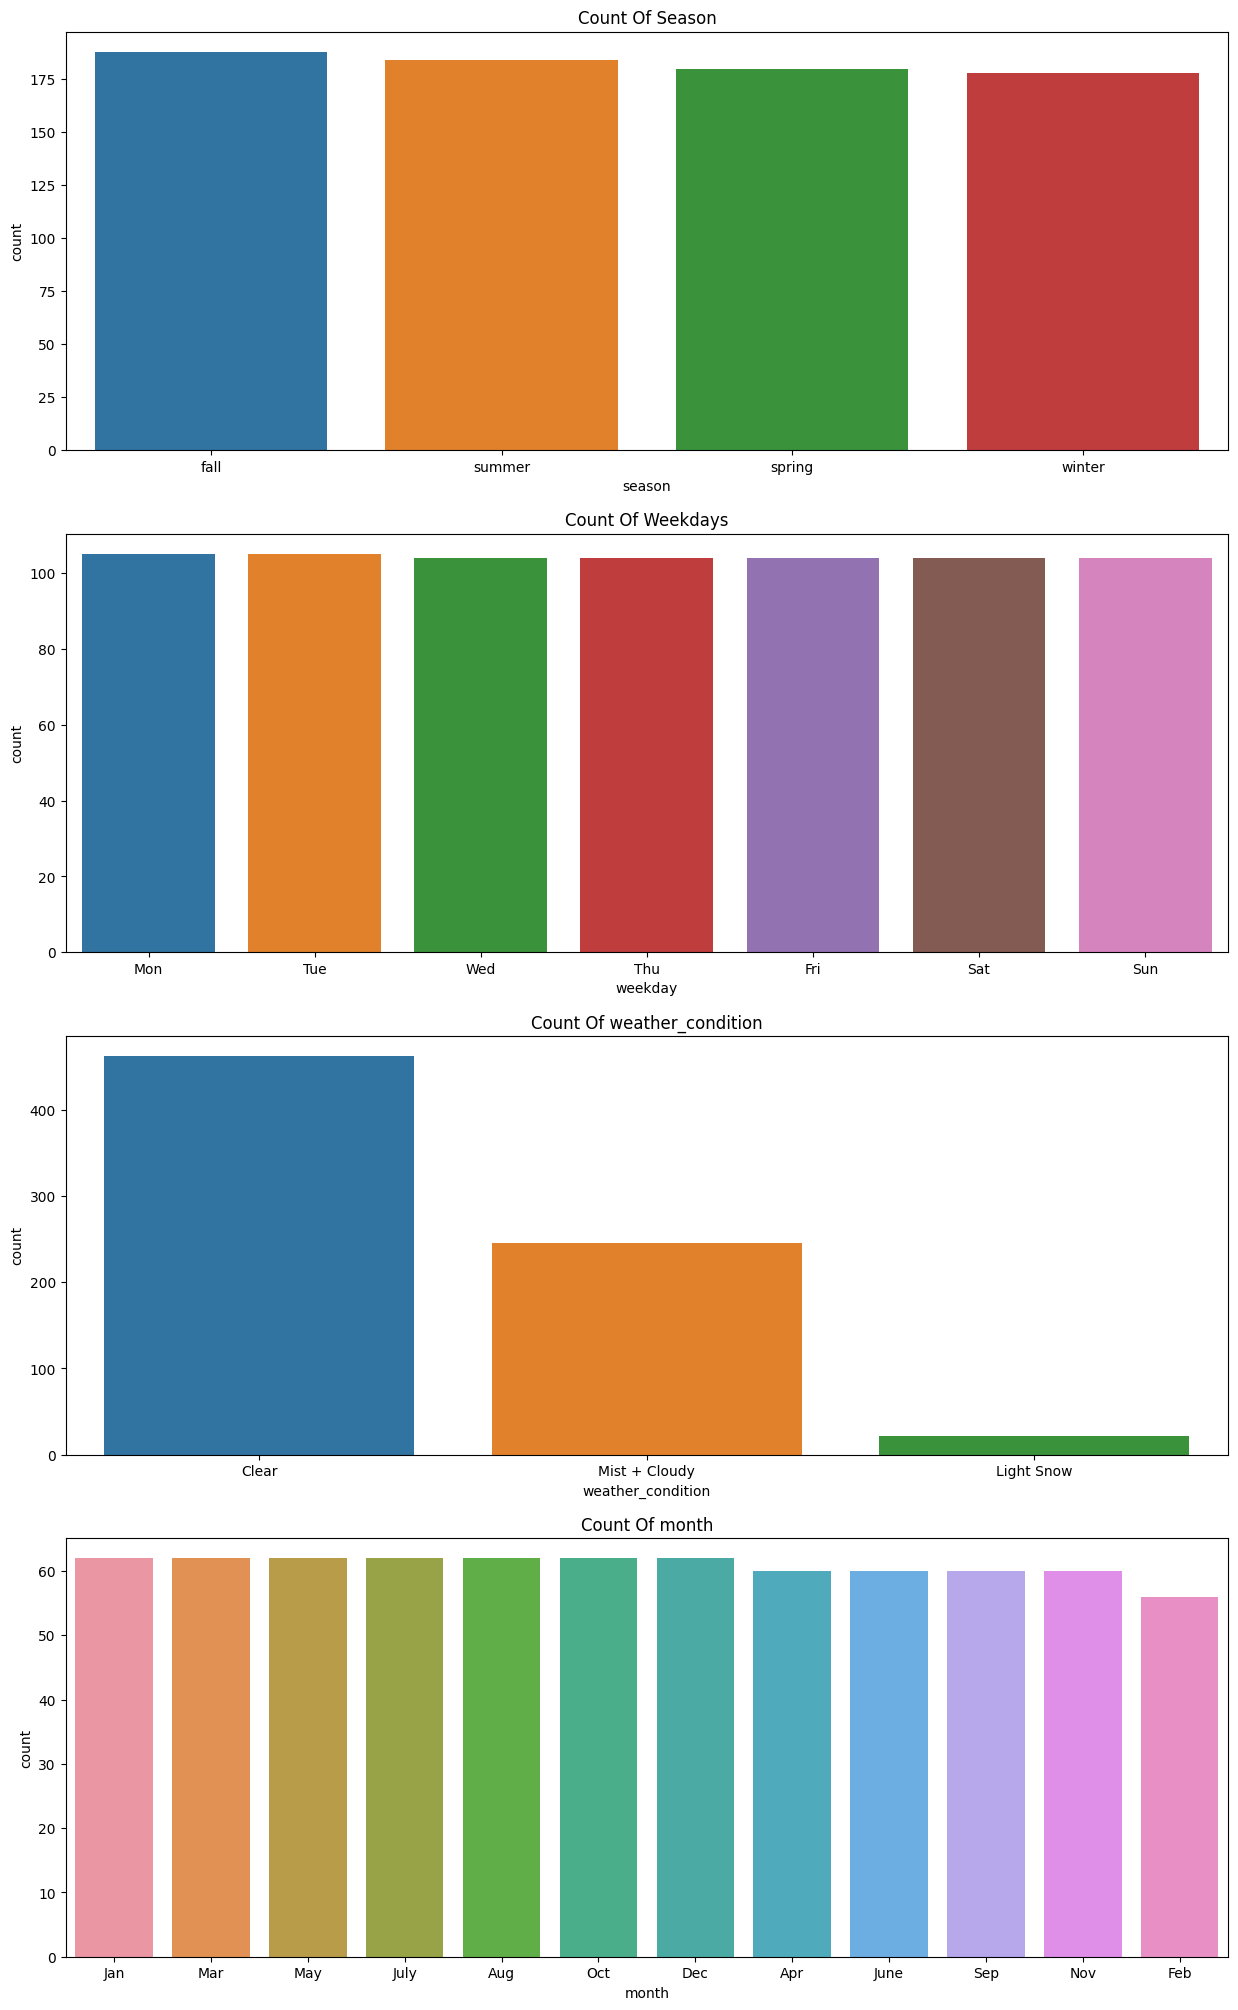 Count Of Season
175
150
125
100
75
50
25
0
count
fall summer spring winter
season
Count Of Weekdays
100
80
60
40
20
0
count
Mon Tue Wed Thu Fri Sat Sun
weekday
Count Of weather_condition
400
300
200
100
0
count
Clear Mist + Cloudy Light Snow
weather_condition
Count Of month
60
50
40
30
20
10
0
count
Jan Mar May July Aug Oct Dec Apr June Sep Nov Feb
month